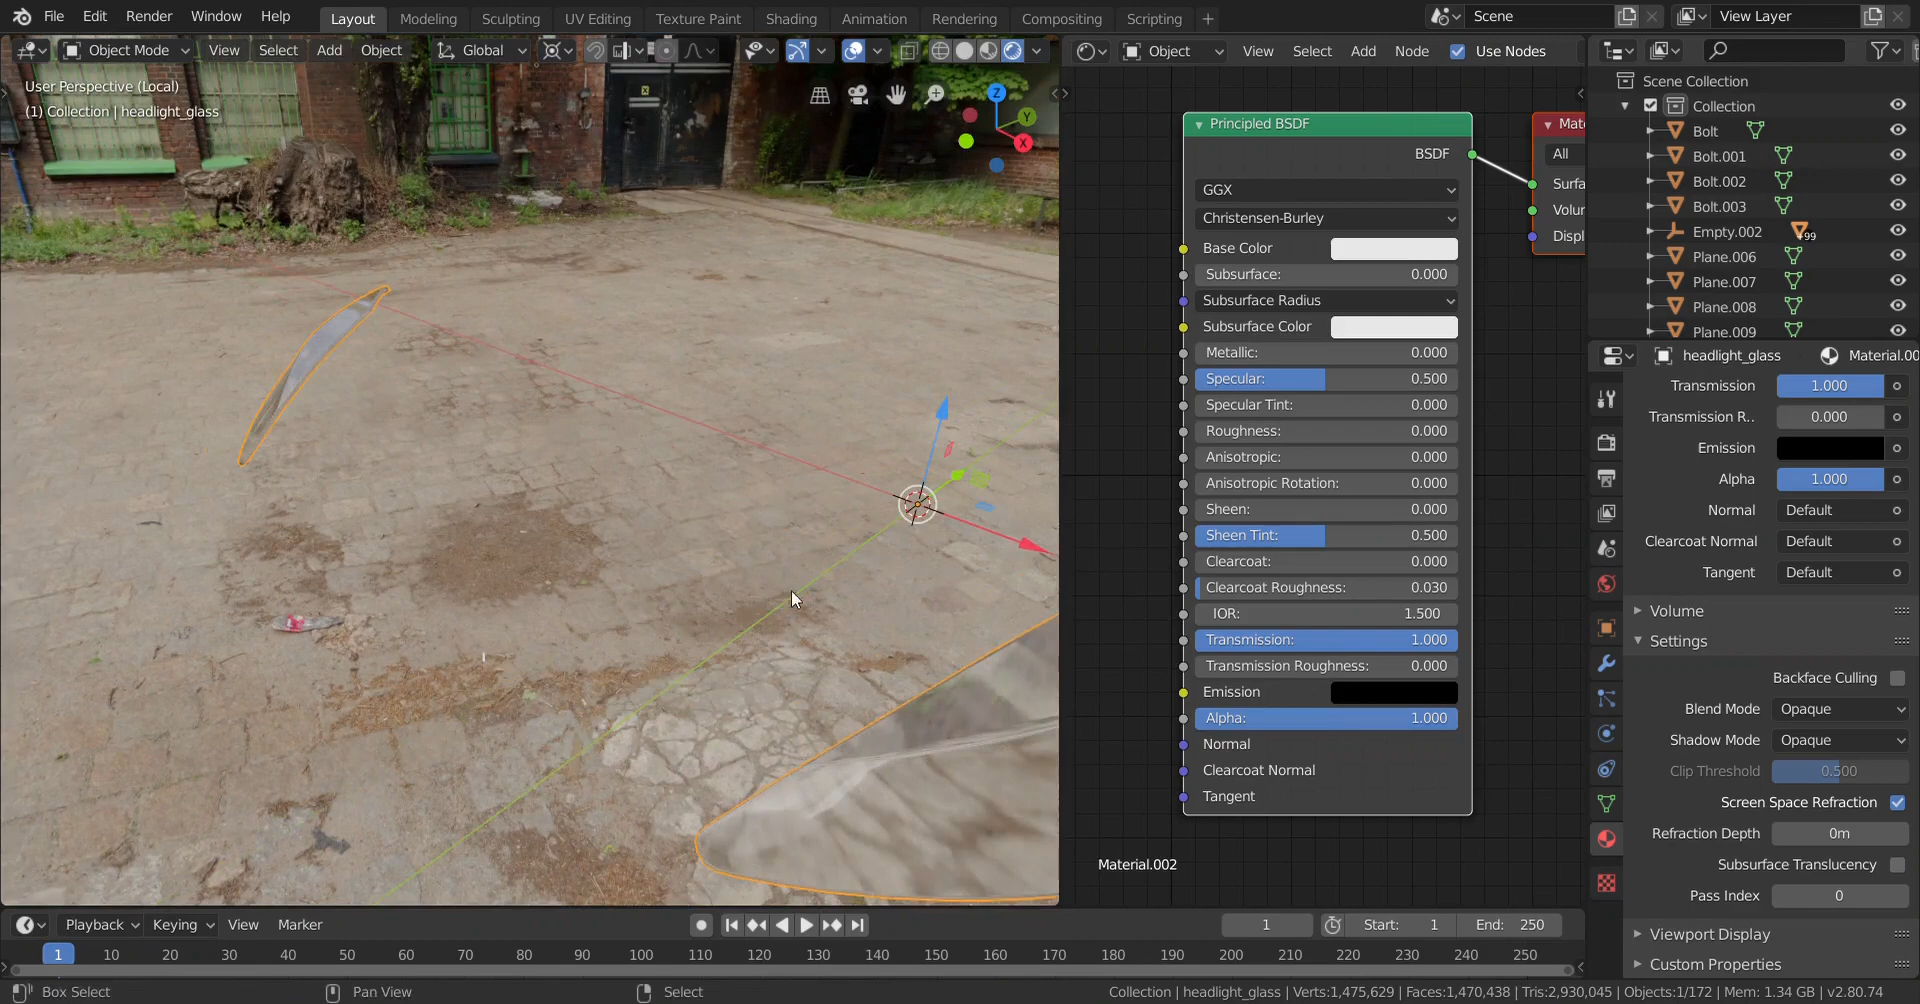 File Edit Render Window Help
Layout Modeling Sculpting UV Editing Texture Paint Shading Animation Rendering Compositing Scripting +
Scene
View Layer
Object Mode View Select Add Object Global
Object View Select Add Node Use Nodes
User Perspective (Local)
(1) Collection | headlight_glass
Z
Y
X
Principled BSDF
BSDF
GGX
Christensen-Burley
Base Color
Subsurface: 0.000
Subsurface Radius
Subsurface Color
Metallic: 0.000
Specular: 0.500
Specular Tint: 0.000
Roughness: 0.000
Anisotropic: 0.000
Anisotropic Rotation: 0.000
Sheen: 0.000
Sheen Tint: 0.500
Clearcoat: 0.000
Clearcoat Roughness: 0.030
IOR: 1.500
Transmission: 1.000
Transmission Roughness: 0.000
Emission
Alpha: 1.000
Normal
Clearcoat Normal
Tangent
Mate
All
Surfa
Volur
Displ
Material.002
Scene Collection
Collection
Bolt
Bolt.001
Bolt.002
Bolt.003
Empty.002 +99
Plane.006
Plane.007
Plane.008
Plane.009
headlight_glass Material.00
Transmission 1.000
Transmission R.. 0.000
Emission
Alpha 1.000
Normal Default
Clearcoat Normal Default
Tangent Default
Volume
Settings
Backface Culling
Blend Mode Opaque
Shadow Mode Opaque
Clip Threshold 0.500
Screen Space Refraction
Refraction Depth 0m
Subsurface Translucency
Pass Index 0
Viewport Display
Custom Properties
Playback Keying View Marker
1 Start: 1 End: 250
1 10 20 30 40 50 60 70 80 90 100 110 120 130 140 150 160 170 180 190 200 210 220 230 240 250
Box Select Pan View Select
Collection | headlight_glass | Verts:1,475,629 | Faces:1,470,438 | Tris:2,930,045 | Objects:1/172 | Mem: 1.34 GB | v2.80.74